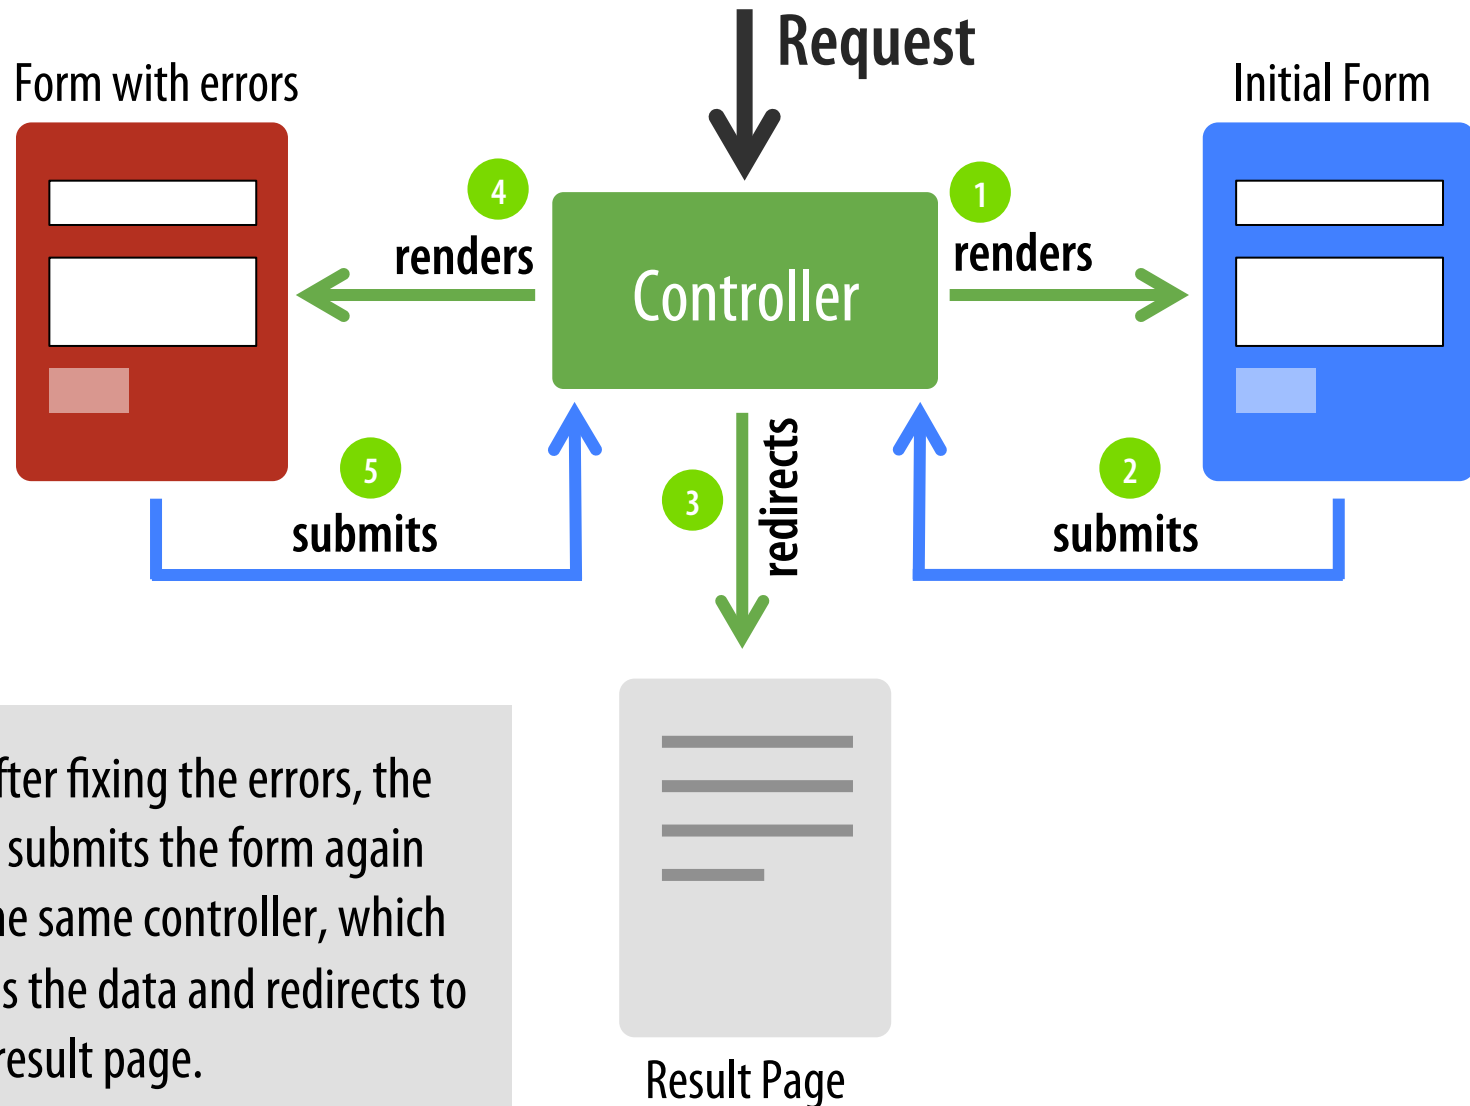 Request
Form with errors
Initial Form
4
1
renders
renders
Controller
redirects
5
2
3
submits
submits
fixing the errors, the
submits the form again
same controller, which
the data and redirects to
result page.
Result Page